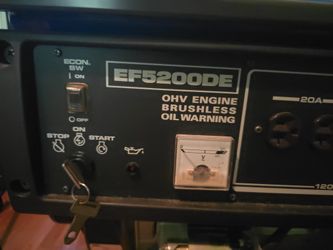 ECON.
SW
I ON
EF5200DE
O OFF
OHV ENGINE
BRUSHLESS
OIL WARNING
20A
ON
STOP
START
V
120